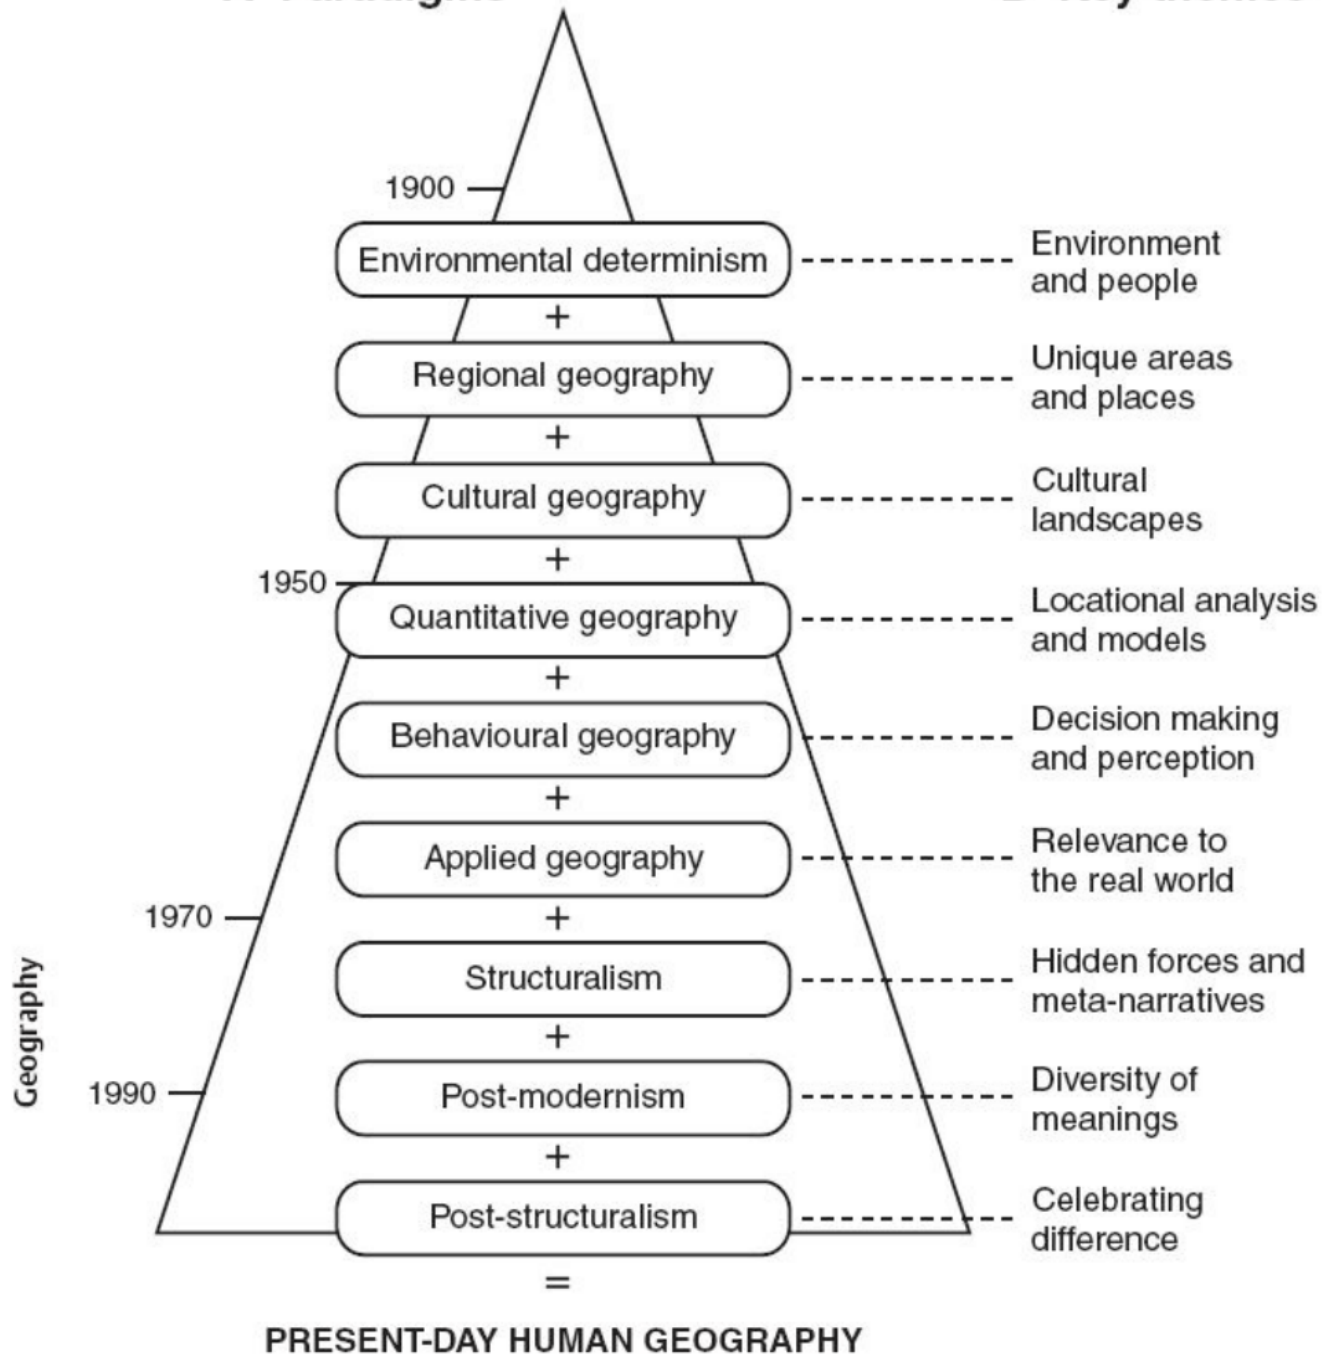 1900
Environmental determinism
Environment
and people
+
Regional geography
Unique areas
and places
+
Cultural geography
Cultural
landscapes
+
1950
Quantitative geography
Locational analysis
and models
+
Behavioural geography
Decision making
and perception
+
Applied geography
Relevance to
the real world
1970
+
Structuralism
Hidden forces and
meta-narratives
+
Geography
1990
Post-modernism
Diversity of
meanings
+
Post-structuralism
Celebrating
difference
=
PRESENT-DAY HUMAN GEOGRAPHY